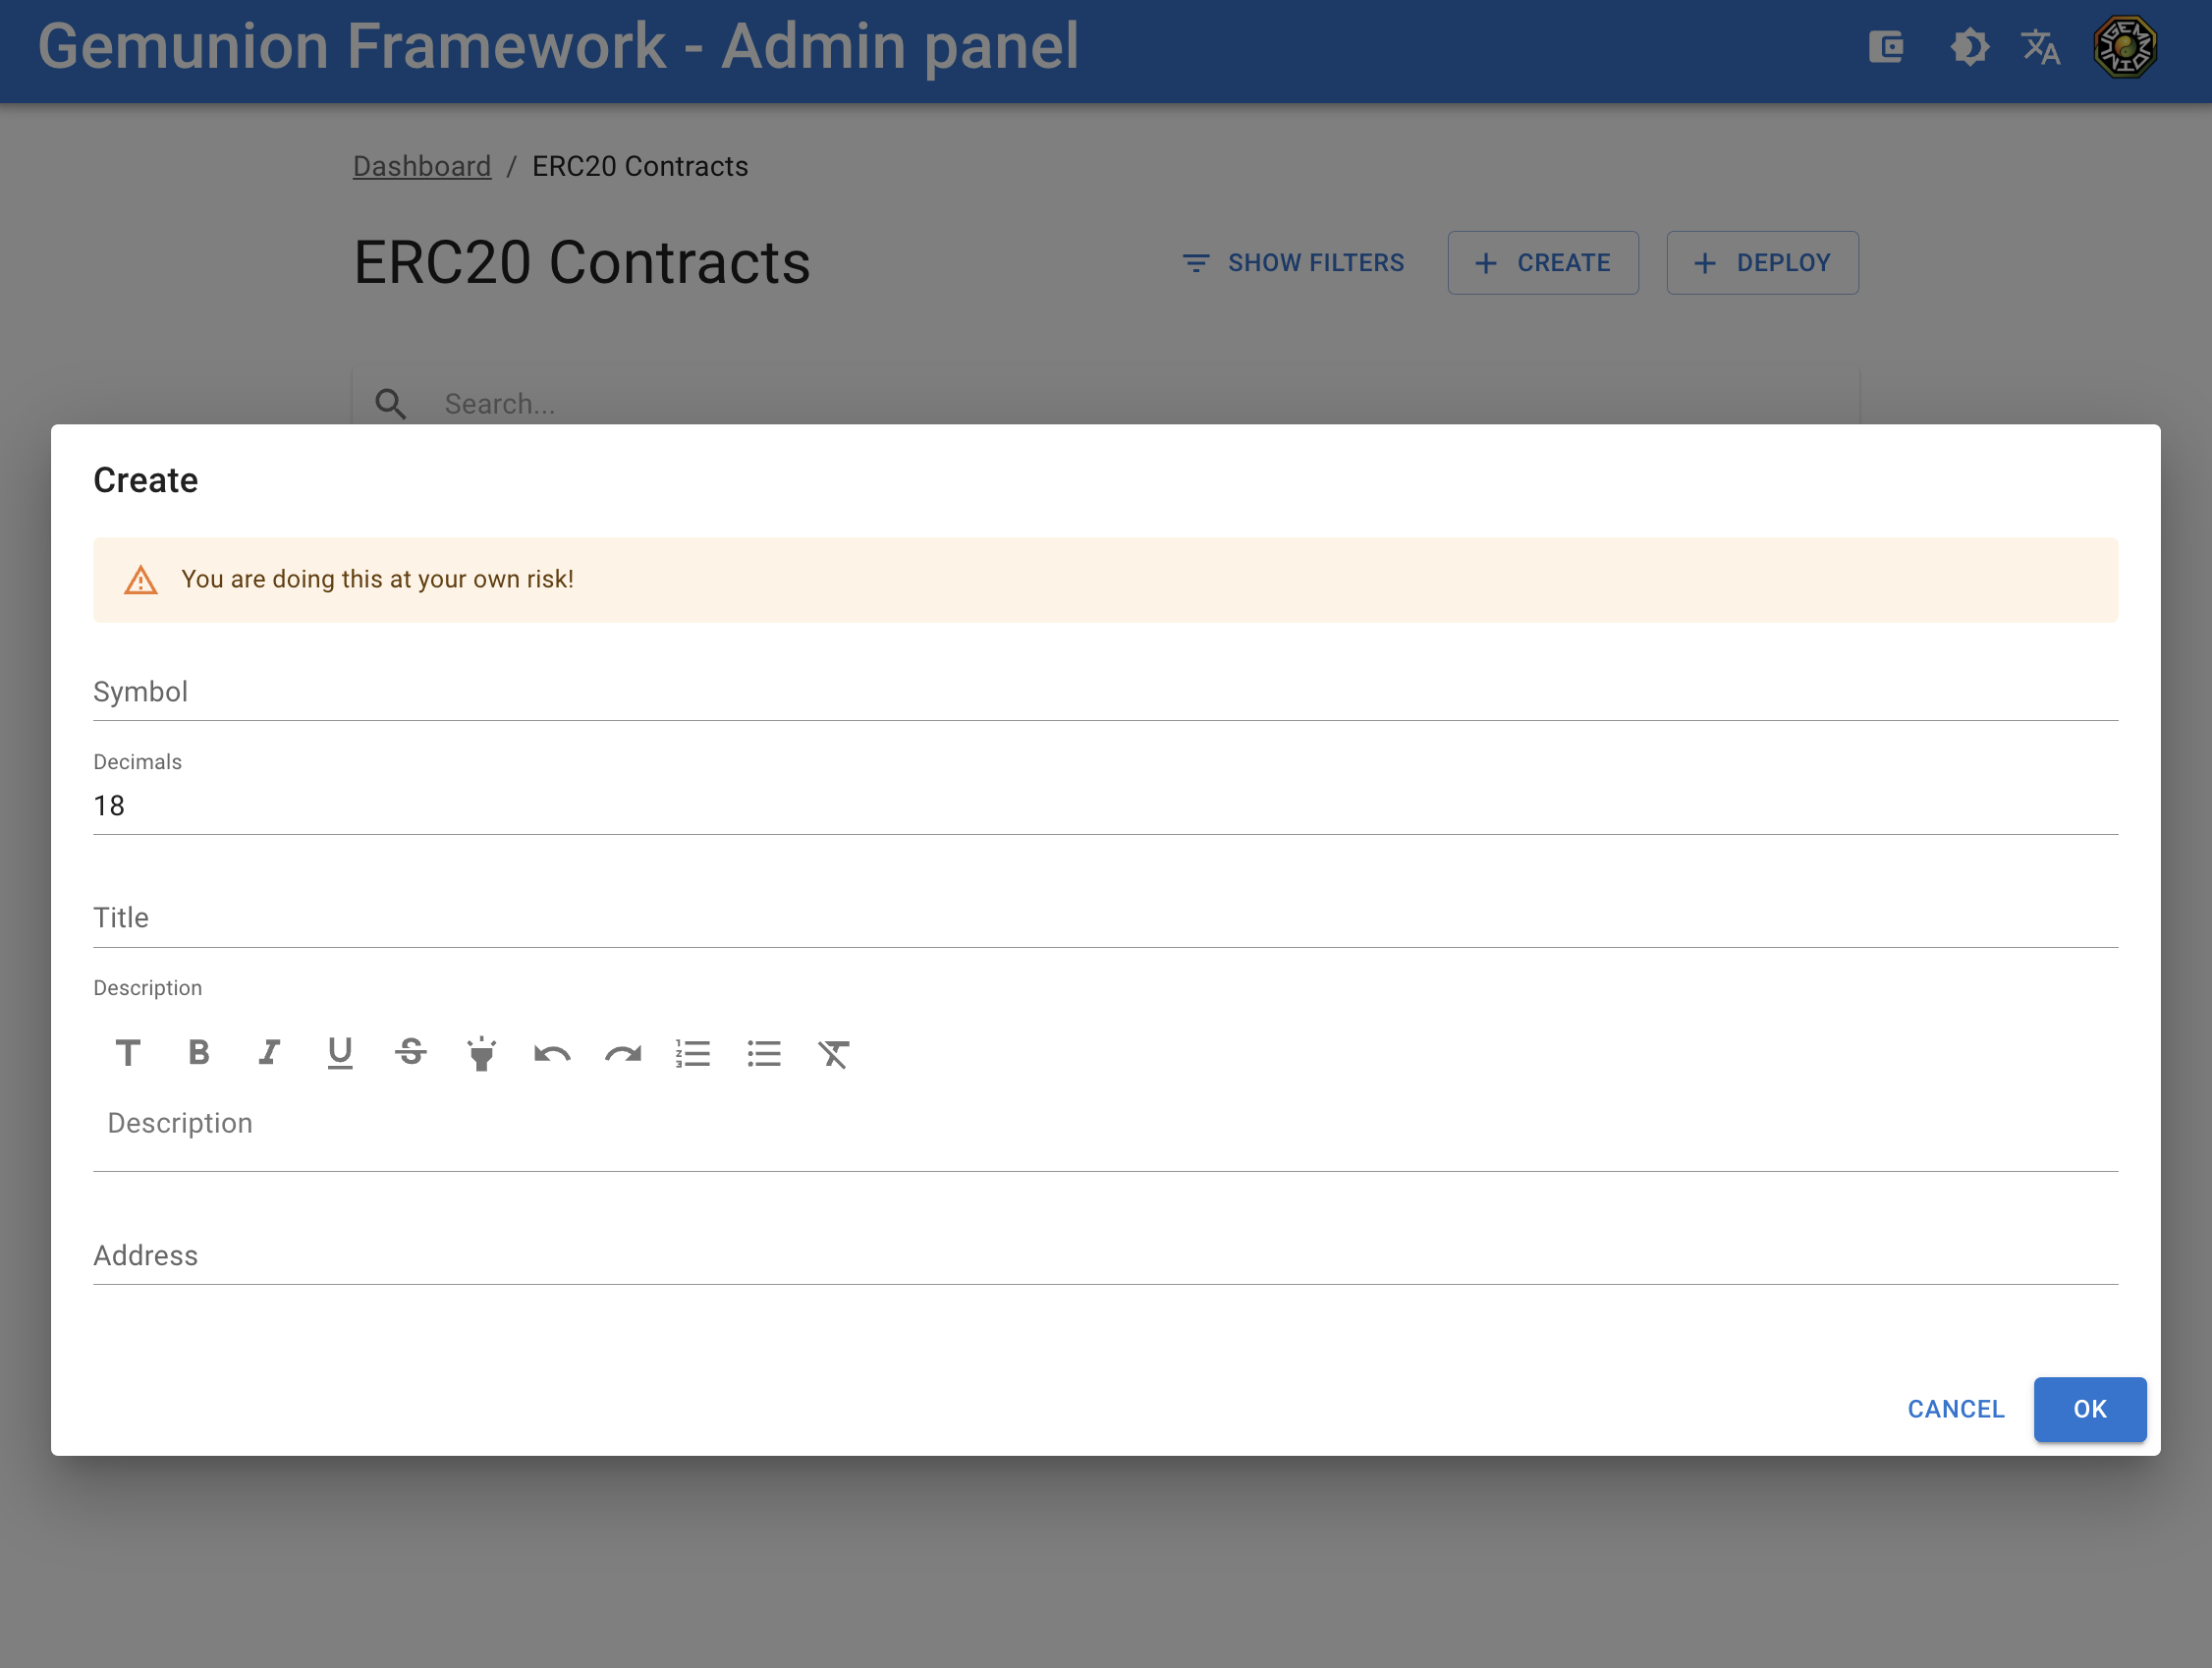 Gemunion Framework - Admin panel
Dashboard / ERC20 Contracts
ERC20 Contracts
SHOW FILTERS
+ CREATE
+ DEPLOY
Search...
Create
You are doing this at your own risk!
Symbol
Decimals
18
Title
Description
Description
Address
CANCEL
OK